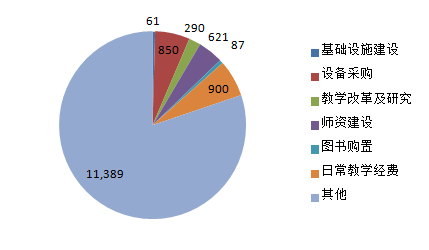 61
850
290
621
87
900
11,389
基础设施建设
设备采购
教学改革及研究
师资建设
图书购置
日常教学经费
其他